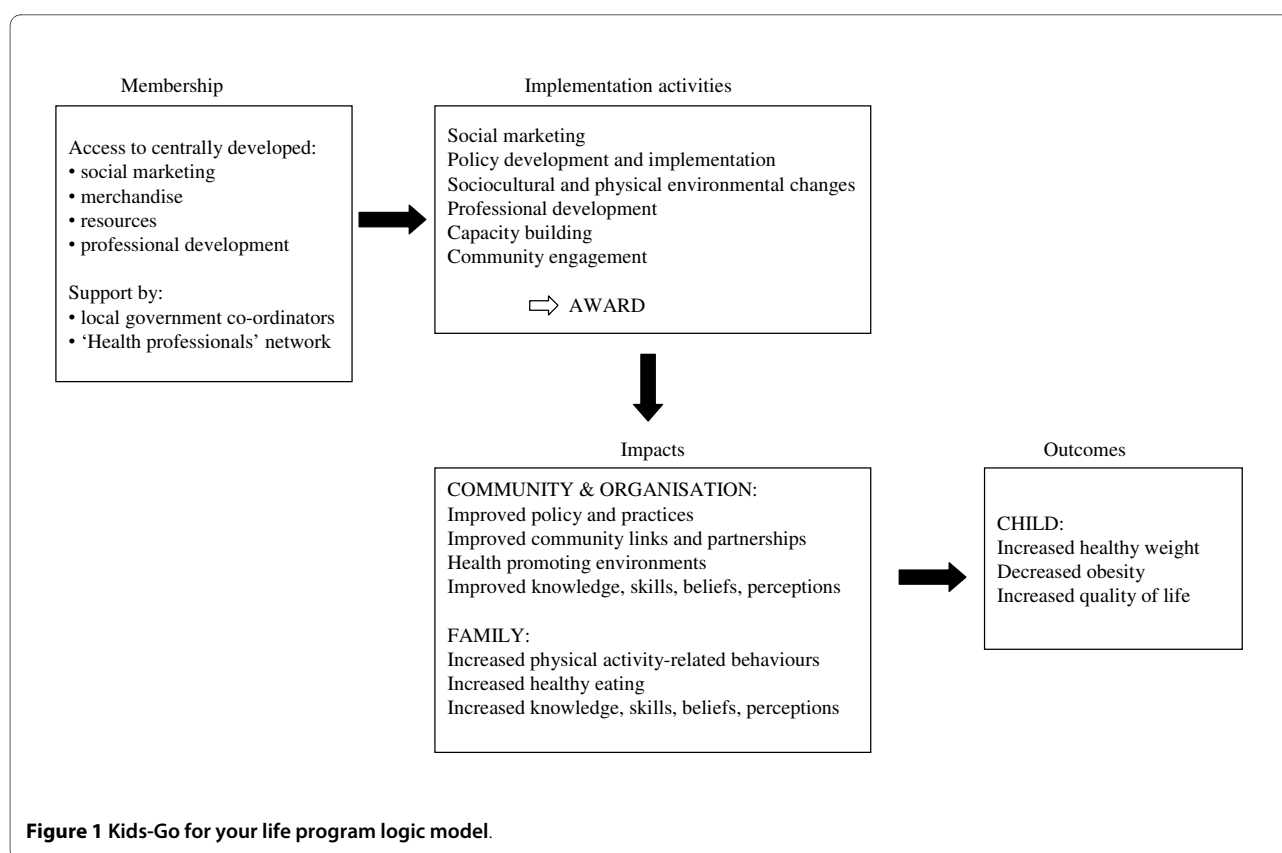 Membership
Access to centrally developed:
• social marketing
• merchandise
• resources
• professional development
Support by:
• local government co-ordinators
• ‘Health professionals’ network
Implementation activities
Social marketing
Policy development and implementation
Sociocultural and physical environmental changes
Professional development
Capacity building
Community engagement
⇨ AWARD
Impacts
COMMUNITY & ORGANISATION:
Improved policy and practices
Improved community links and partnerships
Health promoting environments
Improved knowledge, skills, beliefs, perceptions
FAMILY:
Increased physical activity-related behaviours
Increased healthy eating
Increased knowledge, skills, beliefs, perceptions
Outcomes
CHILD:
Increased healthy weight
Decreased obesity
Increased quality of life
Figure 1 Kids-Go for your life program logic model.